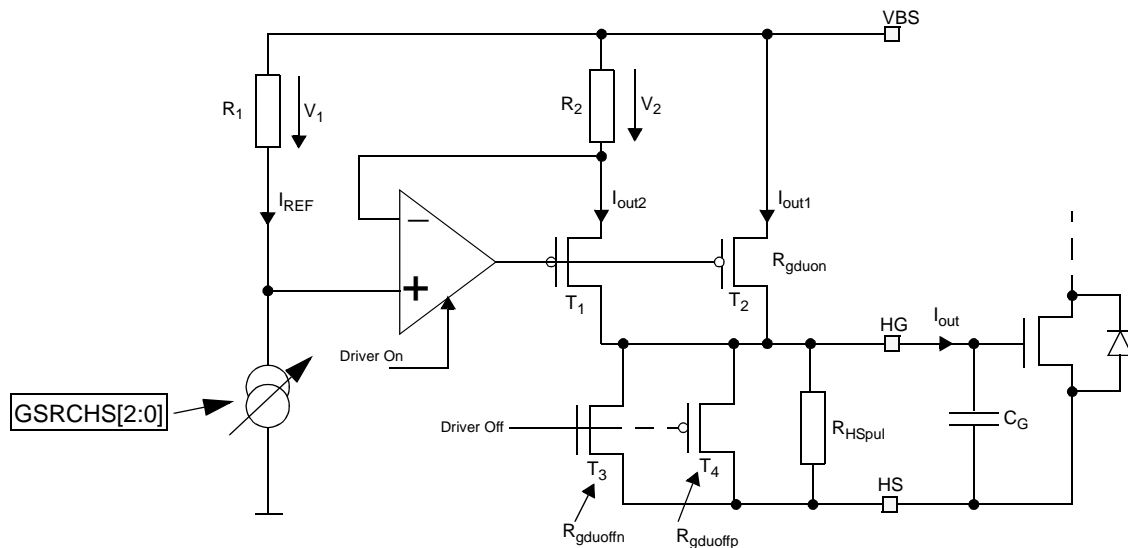 VBS
R1
V1
R2
V2
IREF
Iout2
Iout1
−
+
Rgduon
T1
T2
HG
Iout
Driver On
GSRCHS[2:0]
Driver Off
RHSpul
CG
T3
T4
HS
Rgduoffn
Rgduoffp